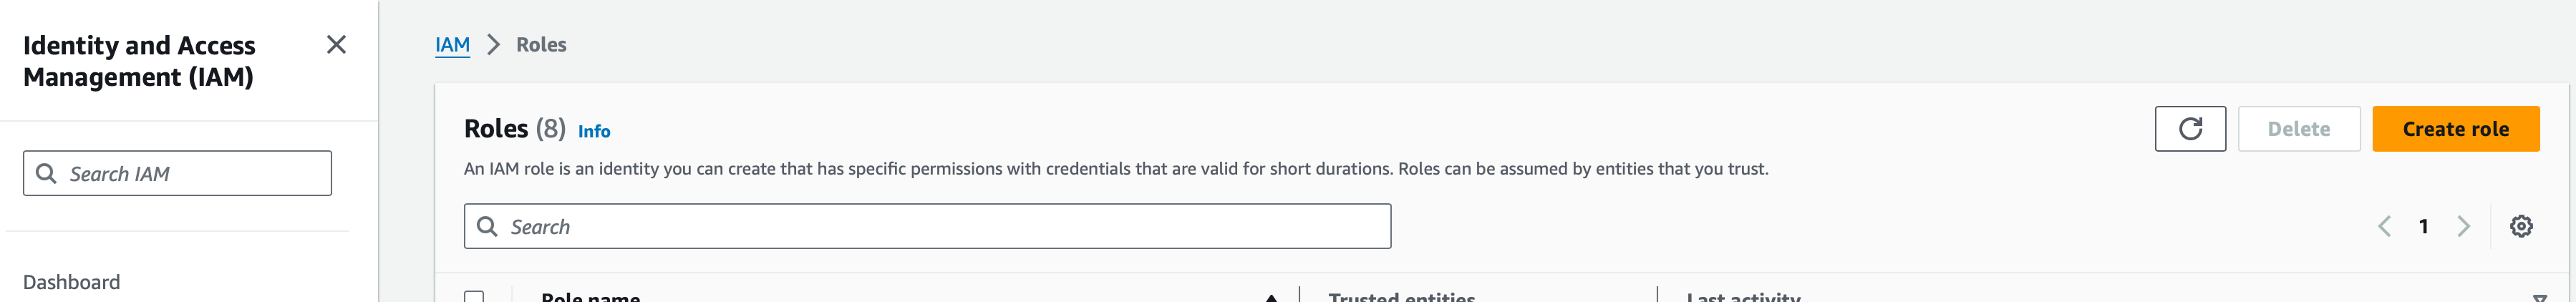 Identity and Access
Management (IAM)
Search IAM
Dashboard
IAM > Roles
Roles (8) Info
Delete
Create role
An IAM role is an identity you can create that has specific permissions with credentials that are valid for short durations. Roles can be assumed by entities that you trust.
Search
1
Role name
Trusted entities
Last activity